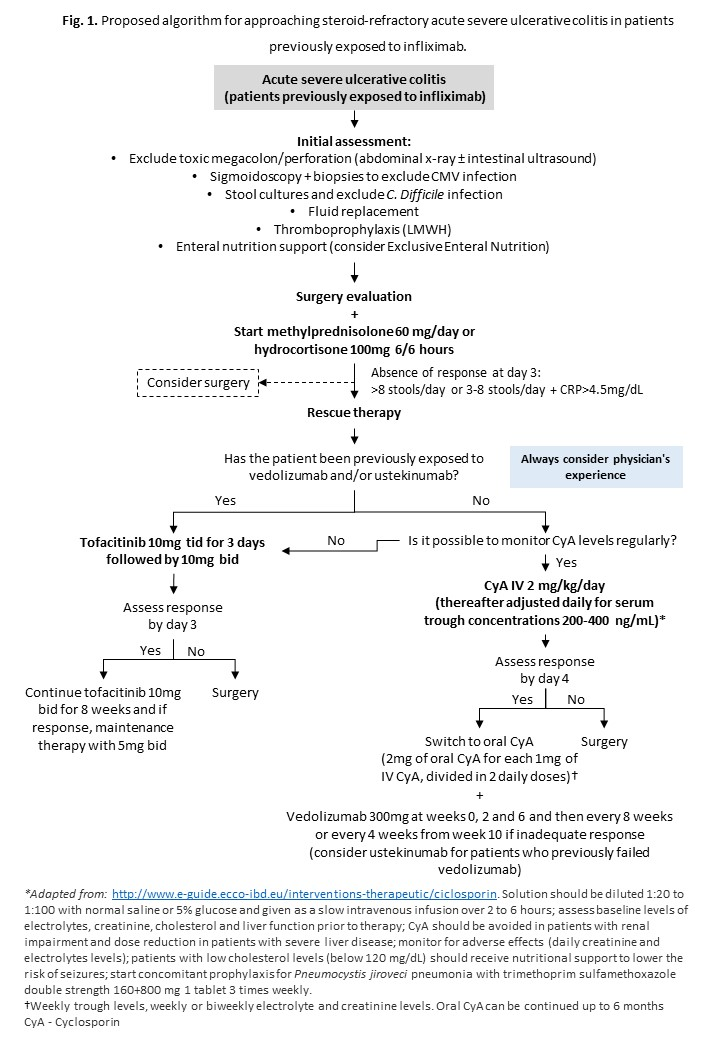 Fig. 1. Proposed algorithm for approaching steroid-refractory acute severe ulcerative colitis in patients
previously exposed to infliximab.
Acute severe ulcerative colitis
(patients previously exposed to infliximab)
Initial assessment:
• Exclude toxic megacolon/perforation (abdominal x-ray ± intestinal ultrasound)
• Sigmoidoscopy + biopsies to exclude CMV infection
• Stool cultures and exclude C. Difficile infection
• Fluid replacement
• Thromboprophylaxis (LMWH)
• Enteral nutrition support (consider Exclusive Enteral Nutrition)
Surgery evaluation
+
Start methylprednisolone 60 mg/day or
hydrocortisone 100mg 6/6 hours
Consider surgery
Absence of response at day 3:
>8 stools/day or 3-8 stools/day + CRP>4.5mg/dL
Rescue therapy
Has the patient been previously exposed to
vedolizumab and/or ustekinumab?
Always consider physician's
experience
Yes
No
Tofacitinib 10mg tid for 3 days
followed by 10mg bid
No
Is it possible to monitor CyA levels regularly?
Yes
CyA IV 2 mg/kg/day
(thereafter adjusted daily for serum
trough concentrations 200-400 ng/mL)*
Assess response
by day 3
Yes
No
Continue tofacitinib 10mg
bid for 8 weeks and if
response, maintenance
therapy with 5mg bid
Surgery
Assess response
by day 4
Yes
No
Switch to oral CyA
(2mg of oral CyA for each 1mg of
IV CyA, divided in 2 daily doses)†
Surgery
+
Vedolizumab 300mg at weeks 0, 2 and 6 and then every 8 weeks
or every 4 weeks from week 10 if inadequate response
(consider ustekinumab for patients who previously failed
vedolizumab)
*Adapted from: http://www.e-guide.ecco-ibd.eu/interventions-therapeutic/ciclosporin. Solution should be diluted 1:20 to
1:100 with normal saline or 5% glucose and given as a slow intravenous infusion over 2 to 6 hours; assess baseline levels of
electrolytes, creatinine, cholesterol and liver function prior to therapy; CyA should be avoided in patients with renal
impairment and dose reduction in patients with severe liver disease; monitor for adverse effects (daily creatinine and
electrolytes levels); patients with low cholesterol levels (below 120 mg/dL) should receive nutritional support to lower the
risk of seizures; start concomitant prophylaxis for Pneumocystis jiroveci pneumonia with trimethoprim sulfamethoxazole
double strength 160+800 mg 1 tablet 3 times weekly.
†Weekly trough levels, weekly or biweekly electrolyte and creatinine levels. Oral CyA can be continued up to 6 months
CyA - Cyclosporin